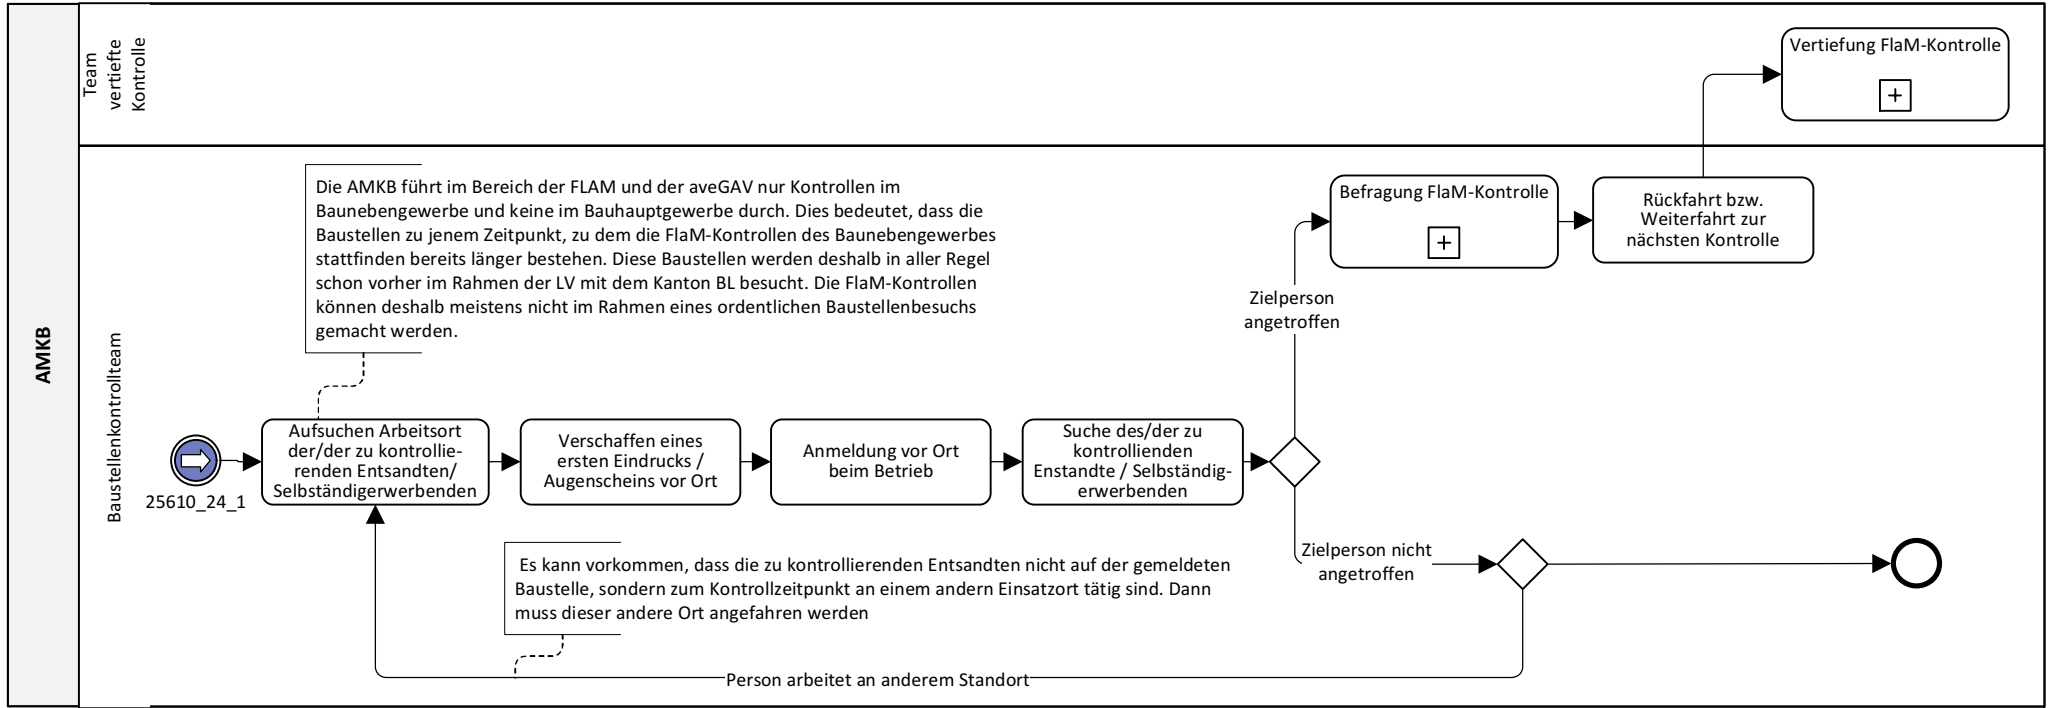 AMKB
Team
vertiefte
Kontrolle
Vertiefung FlaM-Kontrolle
+
Baustellenkontrollteam
Die AMKB führt im Bereich der FLAM und der aveGAV nur Kontrollen im
Baunebengewerbe und keine im Bauhauptgewerbe durch. Dies bedeutet, dass die
Baustellen zu jenem Zeitpunkt, zu dem die FlaM-Kontrollen des Baunebengewerbes
stattfinden bereits länger bestehen. Diese Baustellen werden deshalb in aller Regel
schon vorher im Rahmen der LV mit dem Kanton BL besucht. Die FlaM-Kontrollen
können deshalb meistens nicht im Rahmen eines ordentlichen Baustellenbesuchs
gemacht werden.
Befragung FlaM-Kontrolle
+
Rückfahrt bzw.
Weiterfahrt zur
nächsten Kontrolle
Zielperson
angetroffen
25610_24_1
Aufsuchen Arbeitsort
der/der zu kontrollie-
renden Entsandten/
Selbständigerwerbenden
Verschaffen eines
ersten Eindrucks /
Augenscheins vor Ort
Anmeldung vor Ort
beim Betrieb
Suche des/der zu
kontrollienden
Enstandte / Selbständig-
erwerbenden
Zielperson nicht
angetroffen
Es kann vorkommen, dass die zu kontrollierenden Entsandten nicht auf der gemeldeten
Baustelle, sondern zum Kontrollzeitpunkt an einem andern Einsatzort tätig sind. Dann
muss dieser andere Ort angefahren werden
Person arbeitet an anderem Standort